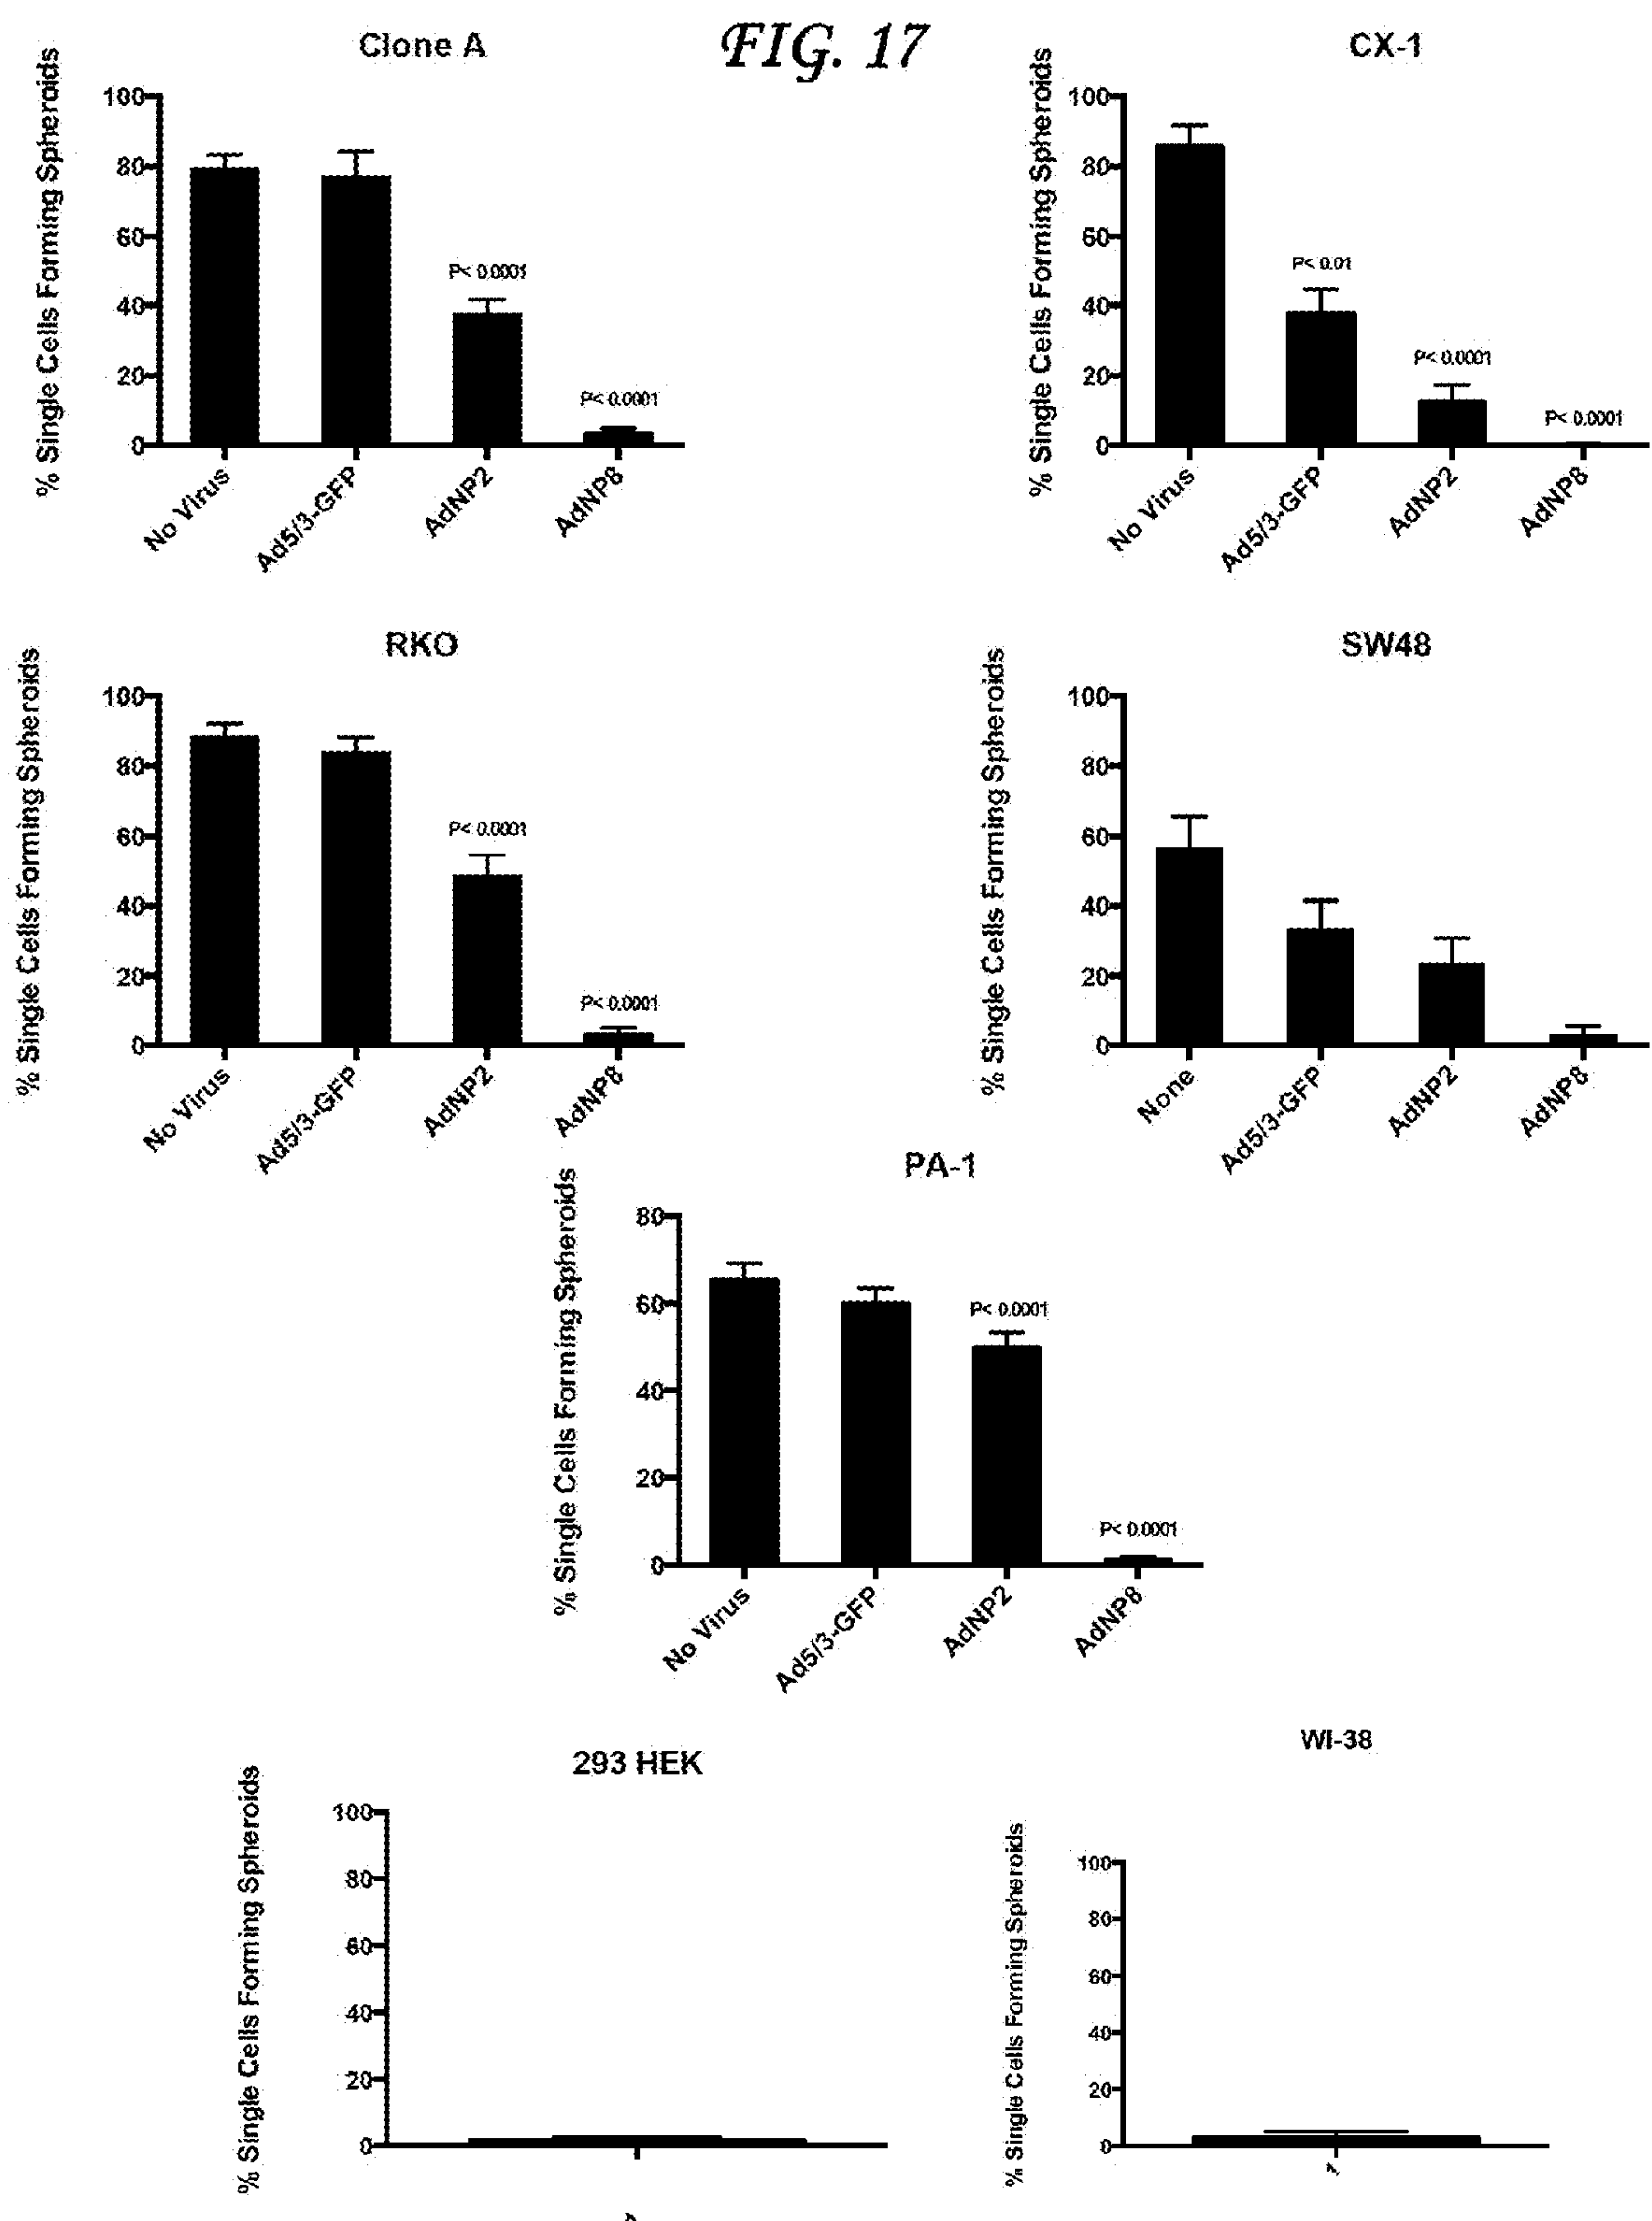 FIG. 17
Clone A
% Single Cells Forming Spheroids
100
80
60
40
20
0
P< 0.0001
P< 0.0001
No Virus
Ad5/3-GFP
AdNP2
AdNP8
CX-1
% Single Cells Forming Spheroids
100
80
60
40
20
0
P< 0.01
P< 0.0001
P< 0.0001
No Virus
Ad5/3-GFP
AdNP2
AdNP8
RKO
% Single Cells Forming Spheroids
100
80
60
40
20
0
P< 0.0001
P< 0.0001
No Virus
Ad5/3-GFP
AdNP2
AdNP8
SW48
% Single Cells Forming Spheroids
100
80
60
40
20
0
None
Ad5/3-GFP
AdNP2
AdNP8
PA-1
% Single Cells Forming Spheroids
80
60
40
20
0
P< 0.0001
P< 0.0001
No Virus
Ad5/3-GFP
AdNP2
AdNP8
293 HEK
% Single Cells Forming Spheroids
100
80
60
40
20
0
WI-38
% Single Cells Forming Spheroids
100
80
60
40
20
0
1